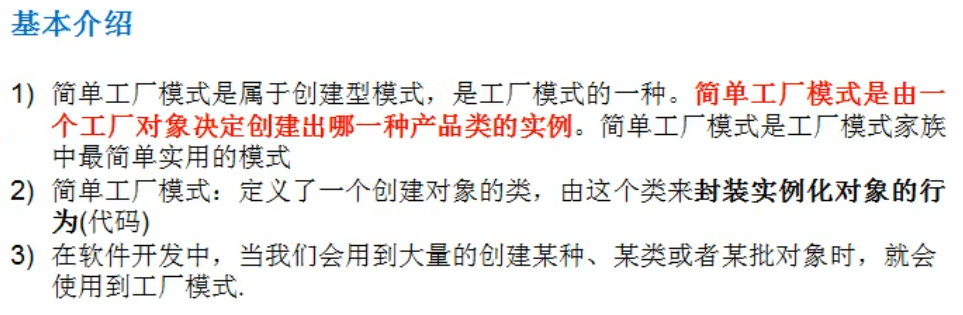 基本介绍
1) 简单工厂模式是属于创建型模式，是工厂模式的一种。简单工厂模式是由一
个工厂对象决定创建出哪一种产品类的实例。简单工厂模式是工厂模式家族
中最简单实用的模式
2) 简单工厂模式：定义了一个创建对象的类，由这个类来封装实例化对象的行
为(代码)
3) 在软件开发中，当我们会用到大量的创建某种、某类或者某批对象时，就会
使用到工厂模式.